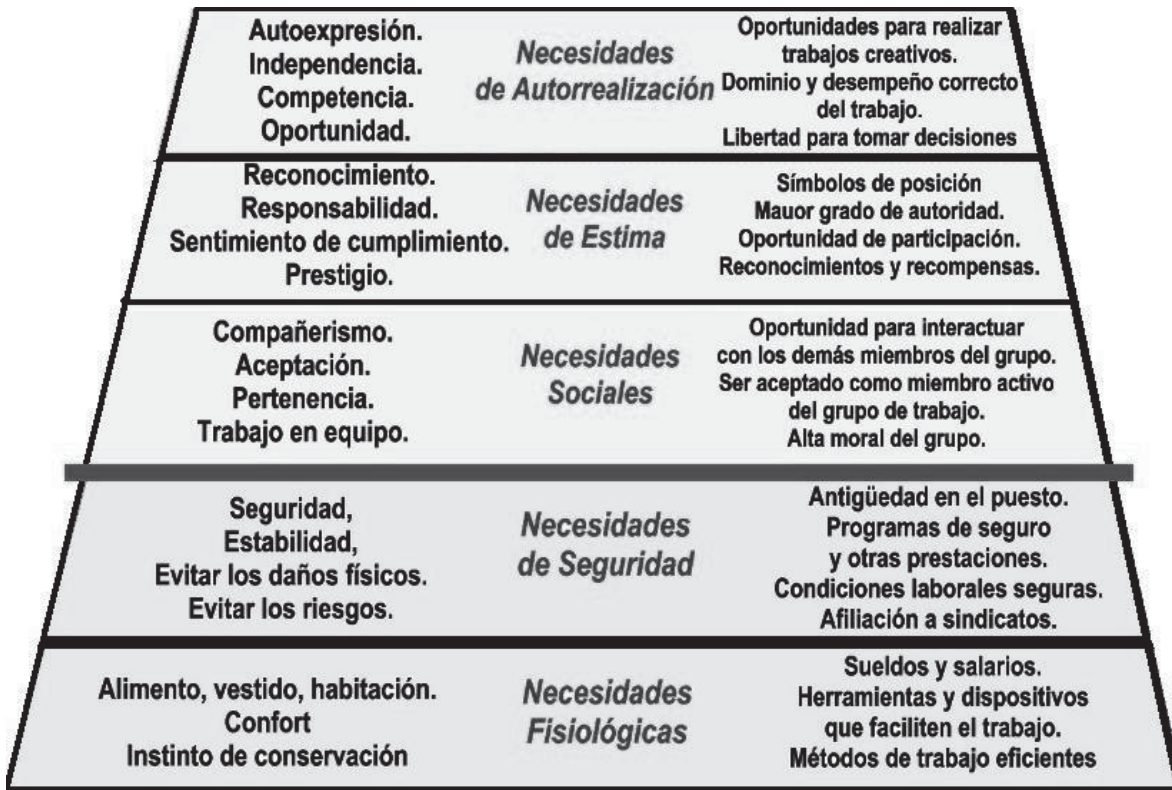 Autoexpresión.
Independencia.
Competencia.
Oportunidad.
Necesidades
de Autorrealización
Oportunidades para realizar
trabajos creativos.
Dominio y desempeño correcto
del trabajo.
Libertad para tomar decisiones
Reconocimiento.
Responsabilidad.
Sentimiento de cumplimiento.
Prestigio.
Necesidades
de Estima
Símbolos de posición
Mauor grado de autoridad.
Oportunidad de participación.
Reconocimientos y recompensas.
Compañerismo.
Aceptación.
Pertenencia.
Trabajo en equipo.
Necesidades
Sociales
Oportunidad para interactuar
con los demás miembros del grupo.
Ser aceptado como miembro activo
del grupo de trabajo.
Alta moral del grupo.
Seguridad,
Estabilidad,
Evitar los daños físicos.
Evitar los riesgos.
Necesidades
de Seguridad
Antigüedad en el puesto.
Programas de seguro
y otras prestaciones.
Condiciones laborales seguras.
Afiliación a sindicatos.
Alimento, vestido, habitación.
Confort
Instinto de conservación
Necesidades
Fisiológicas
Sueldos y salarios.
Herramientas y dispositivos
que faciliten el trabajo.
Métodos de trabajo eficientes